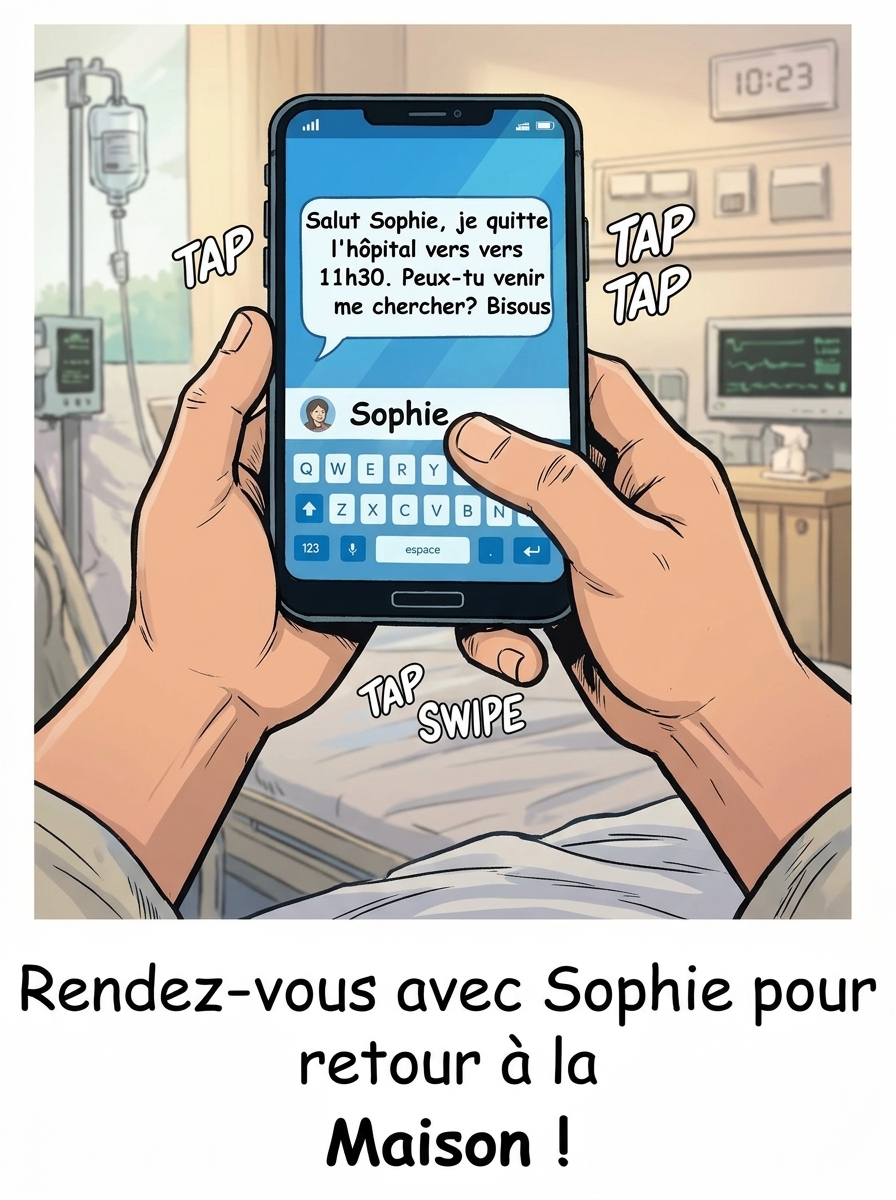 10:23
TAP
TAP
TAP
Salut Sophie, je quitte
l'hôpital vers vers
11h30. Peux-tu venir
me chercher? Bisous
Sophie
Q W E R Y
Z X C V B N
123 espace .
TAP
SWIPE
Rendez-vous avec Sophie pour
retour à la
Maison !